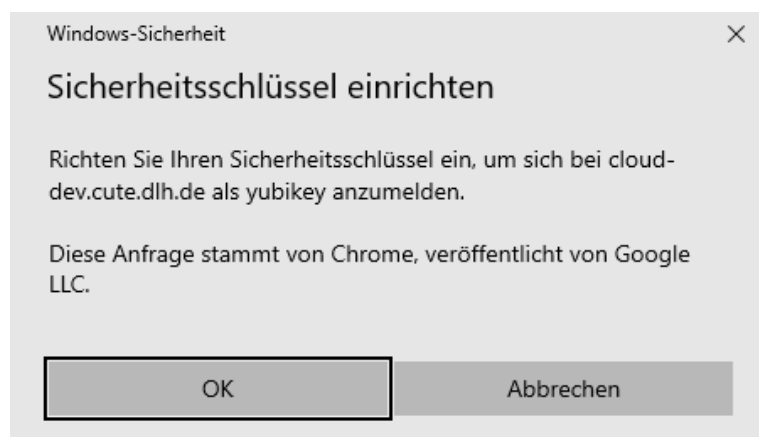 Windows-Sicherheit
Sicherheitsschlüssel einrichten
Richten Sie Ihren Sicherheitsschlüssel ein, um sich bei cloud-
dev.cute.dlh.de als yubikey anzumelden.
Diese Anfrage stammt von Chrome, veröffentlicht von Google
LLC.
OK
Abbrechen